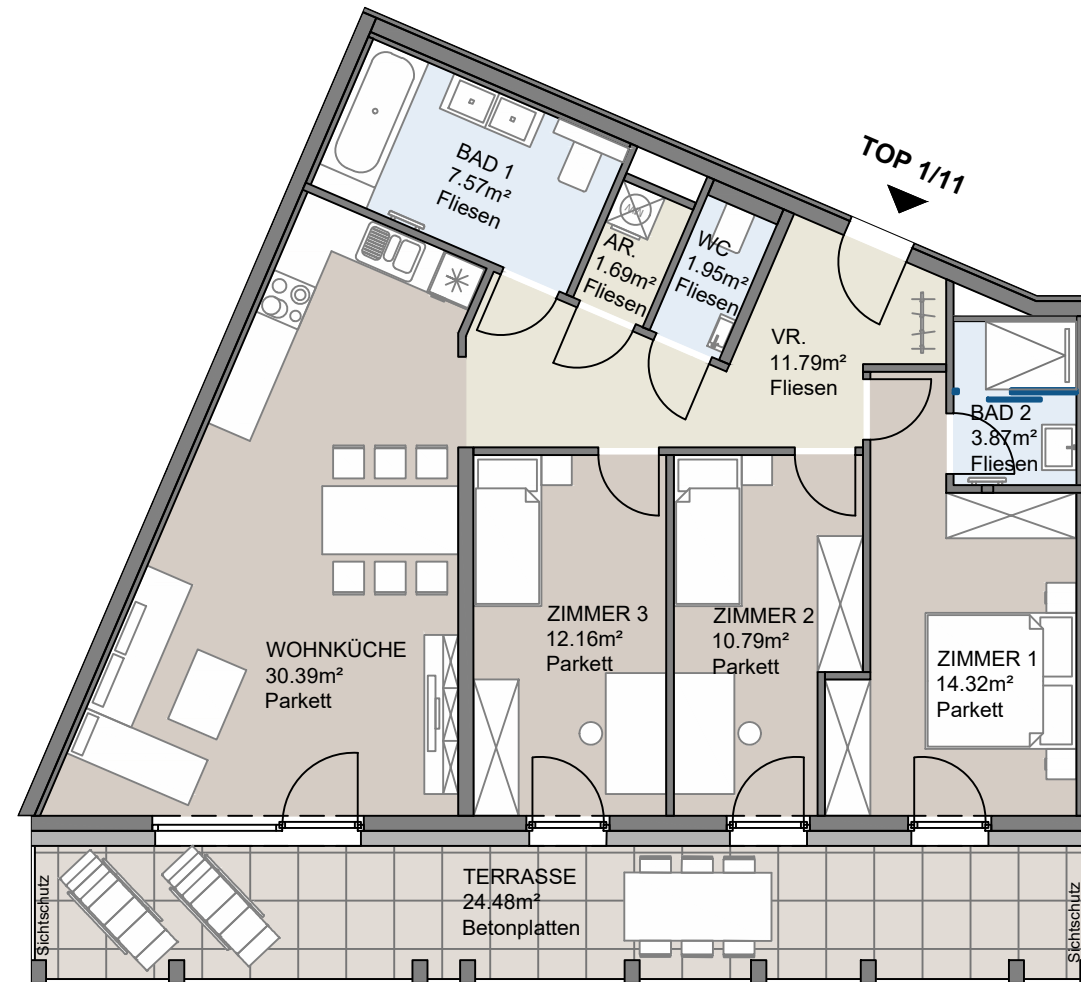 TOP 1/11
BAD 1
7.57m²
Fliesen
AR.
1.69m²
Fliesen
WC
1.95m²
Fliesen
VR.
11.79m²
Fliesen
BAD 2
3.87m²
Fliesen
WOHNKÜCHE
30.39m²
Parkett
ZIMMER 3
12.16m²
Parkett
ZIMMER 2
10.79m²
Parkett
ZIMMER 1
14.32m²
Parkett
TERRASSE
24.48m²
Betonplatten
Sichtschutz
Sichtschutz